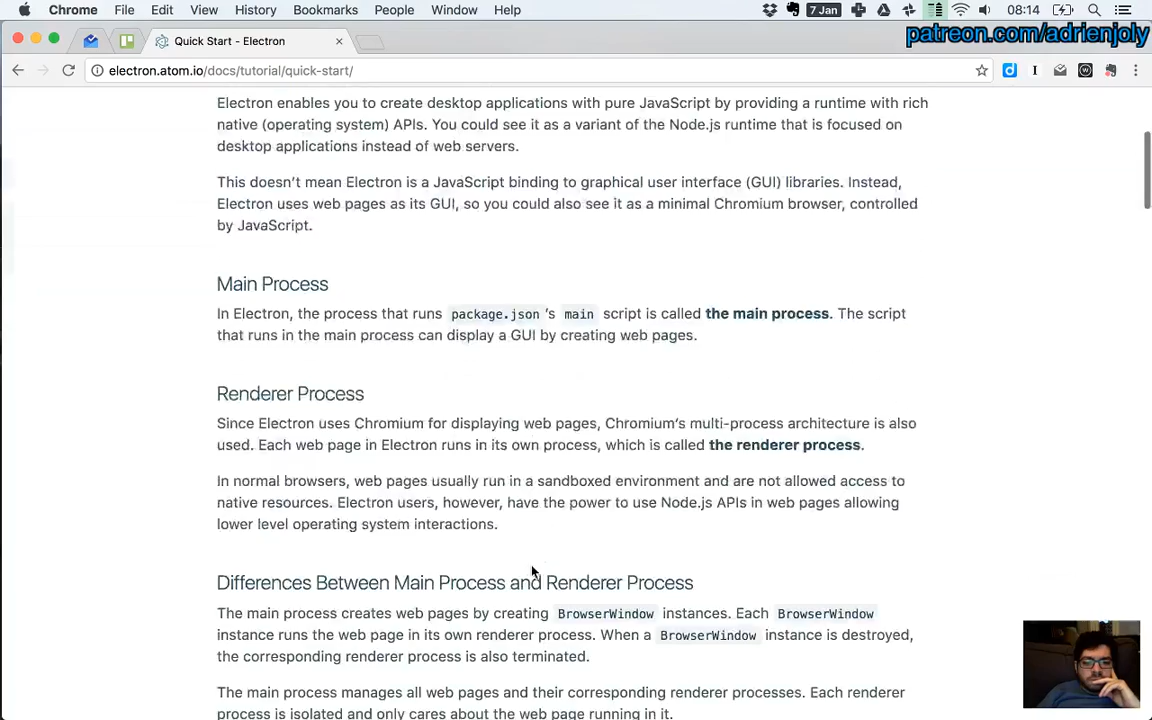 Chrome File Edit View History Bookmarks People Window Help 7 Jan 08:14
patreon.com/adrienjoly
Quick Start - Electron
electron.atom.io/docs/tutorial/quick-start/
Electron enables you to create desktop applications with pure JavaScript by providing a runtime with rich
native (operating system) APIs. You could see it as a variant of the Node.js runtime that is focused on
desktop applications instead of web servers.
This doesn't mean Electron is a JavaScript binding to graphical user interface (GUI) libraries. Instead,
Electron uses web pages as its GUI, so you could also see it as a minimal Chromium browser, controlled
by JavaScript.
Main Process
In Electron, the process that runs package.json's main script is called the main process. The script
that runs in the main process can display a GUI by creating web pages.
Renderer Process
Since Electron uses Chromium for displaying web pages, Chromium's multi-process architecture is also
used. Each web page in Electron runs in its own process, which is called the renderer process.
In normal browsers, web pages usually run in a sandboxed environment and are not allowed access to
native resources. Electron users, however, have the power to use Node.js APIs in web pages allowing
lower level operating system interactions.
Differences Between Main Process and Renderer Process
The main process creates web pages by creating BrowserWindow instances. Each BrowserWindow
instance runs the web page in its own renderer process. When a BrowserWindow instance is destroyed,
the corresponding renderer process is also terminated.
The main process manages all web pages and their corresponding renderer processes. Each renderer
process is isolated and only cares about the web page running in it.